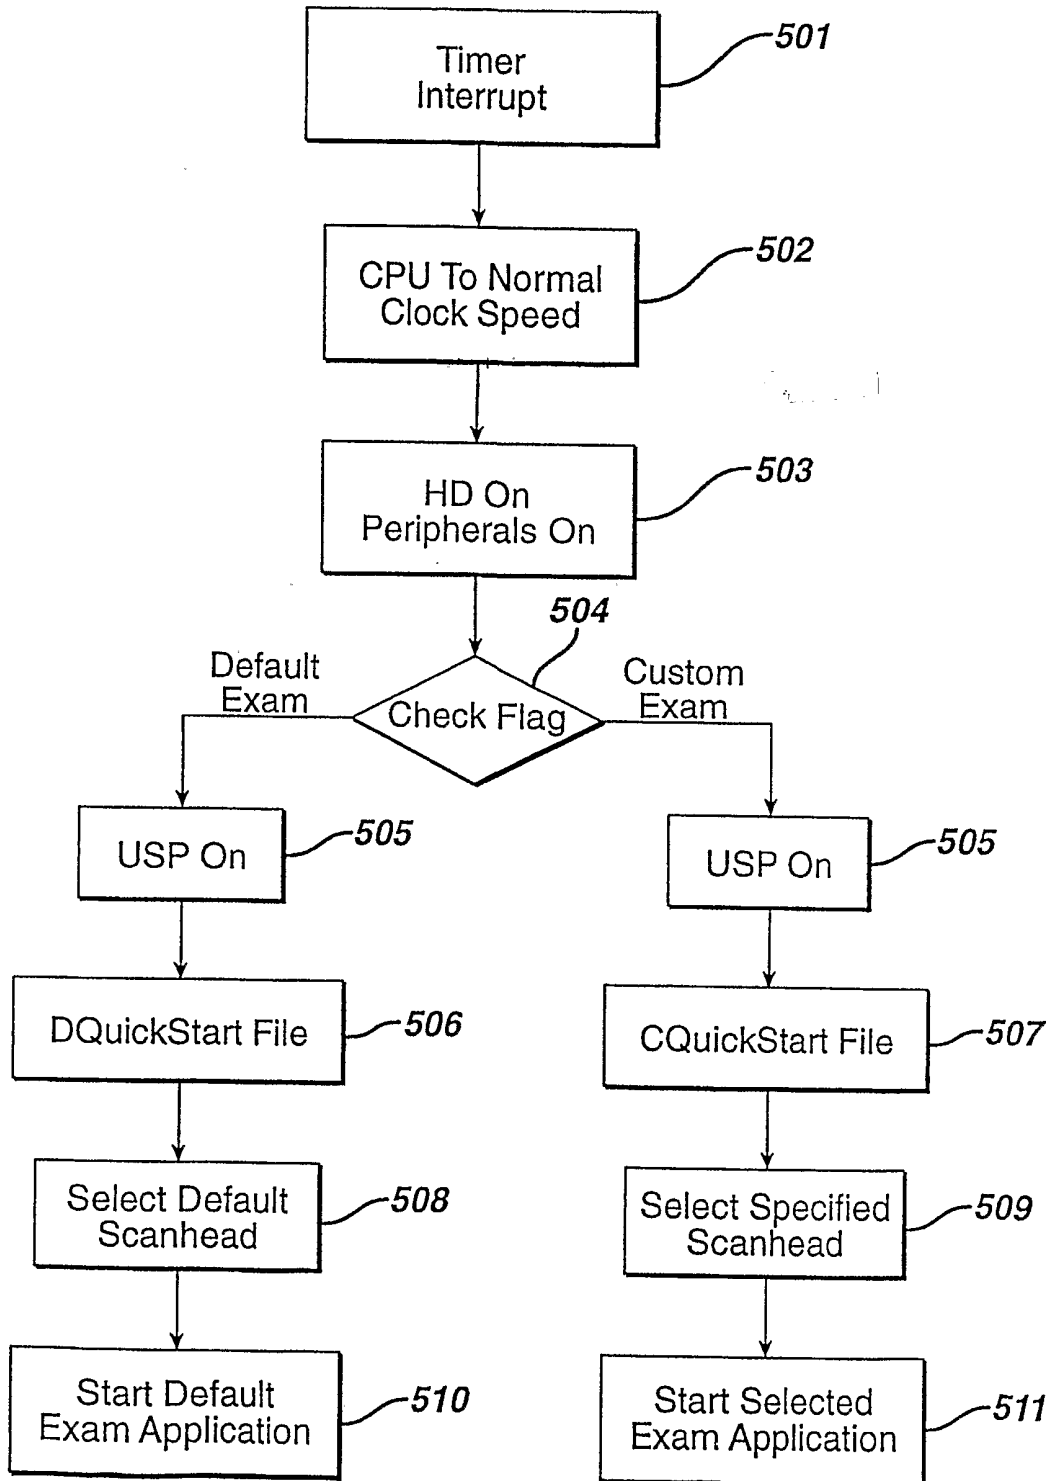 Timer
Interrupt
501
CPU To Normal
Clock Speed
502
HD On
Peripherals On
503
504
Check Flag
Default
Exam
Custom
Exam
USP On
505
USP On
505
DQuickStart File
506
CQuickStart File
507
Select Default
Scanhead
508
Select Specified
Scanhead
509
Start Default
Exam Application
510
Start Selected
Exam Application
511